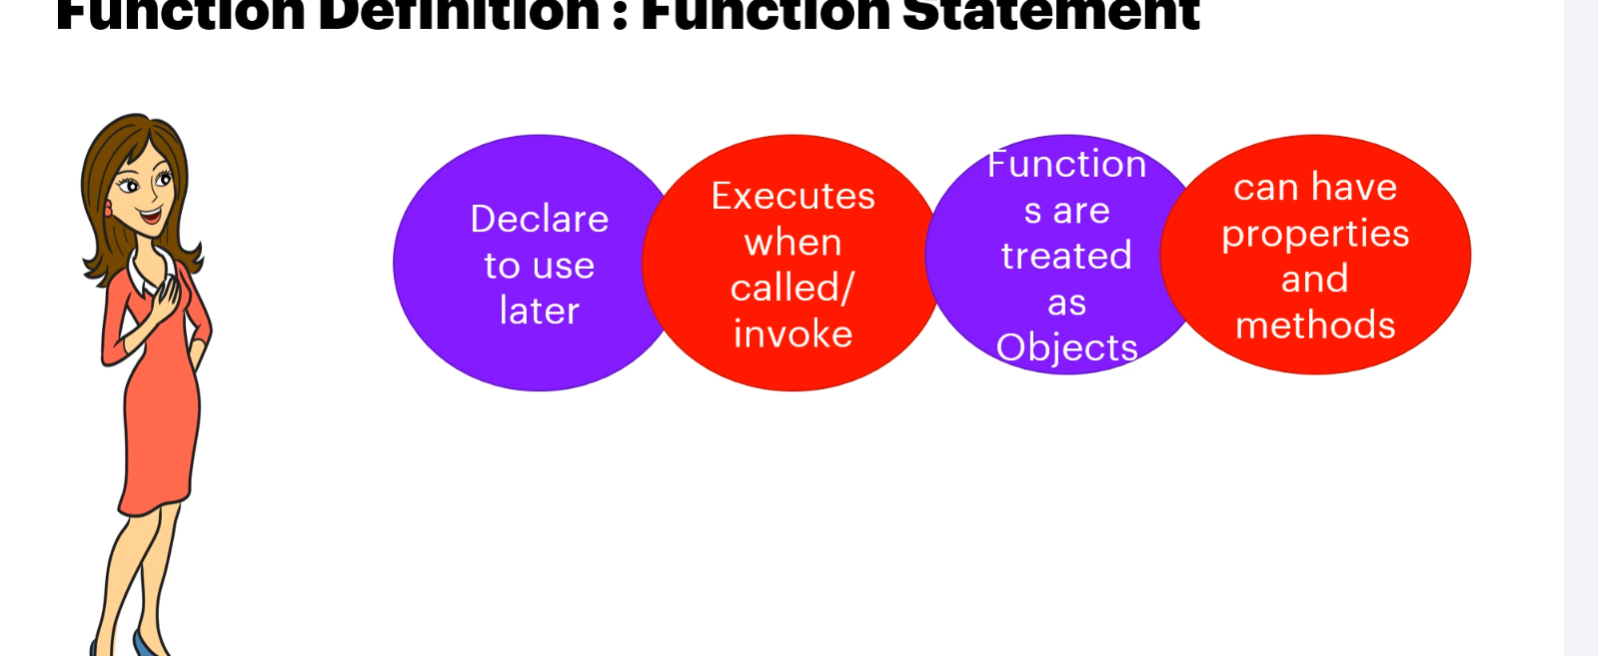 Function Definition : Function Statement
Declare
to use
later
Executes
when
called/
invoke
Function
s are
treated
as
Objects
can have
properties
and
methods